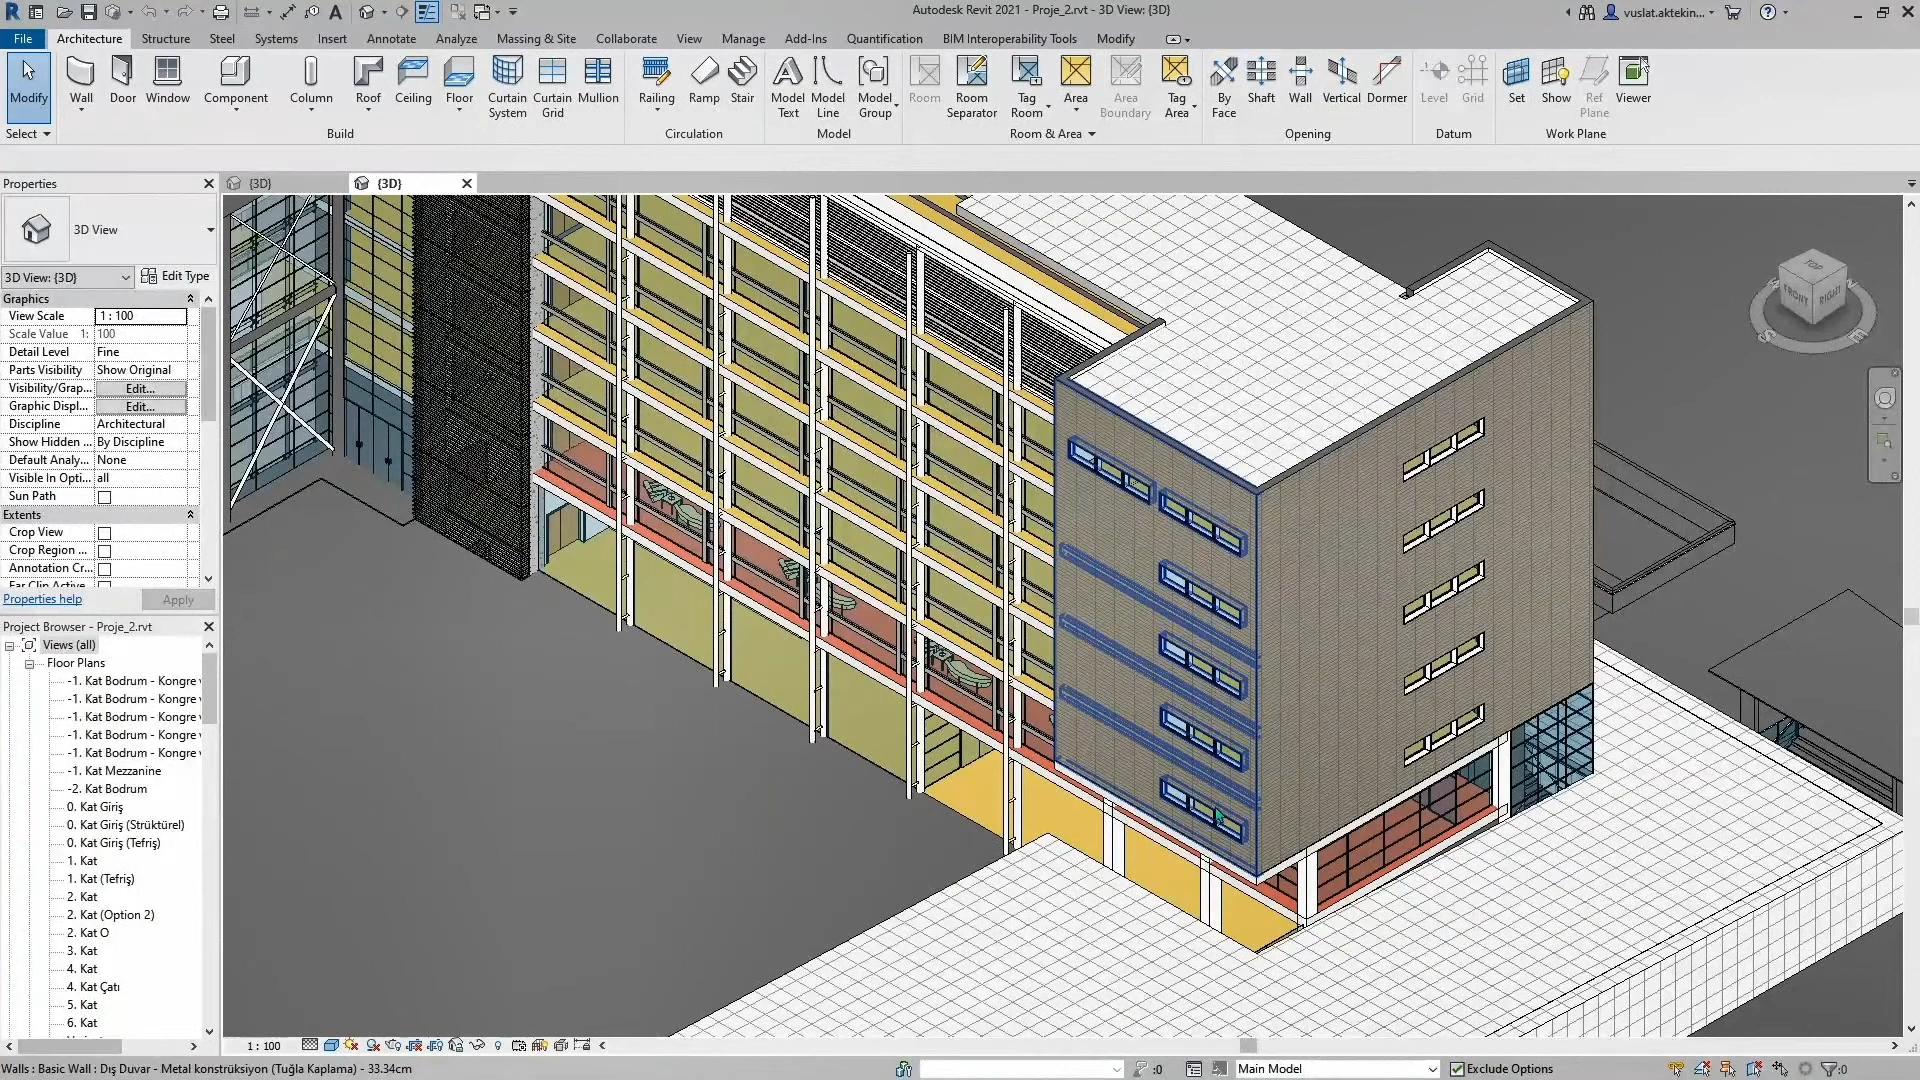 Autodesk Revit 2021 - Proje_2.rvt - 3D View: {3D}
vuslat.aktekin...
File Architecture Structure Steel Systems Insert Annotate Analyze Massing & Site Collaborate View Manage Add-Ins Quantification BIM Interoperability Tools Modify
Modify Wall Door Window Component Column Roof Ceiling Floor Curtain System Curtain Grid Mullion Railing Ramp Stair Model Text Model Line Model Group Room Room Separator Tag Room Area Area Boundary Tag Area By Face Shaft Wall Vertical Dormer Level Grid Set Show Ref Plane Viewer
Select Build Circulation Model Room & Area Opening Datum Work Plane
Properties
{3D} {3D}
3D View
3D View: {3D} Edit Type
Graphics
View Scale 1 : 100
Scale Value 1: 100
Detail Level Fine
Parts Visibility Show Original
Visibility/Grap... Edit...
Graphic Displ... Edit...
Discipline Architectural
Show Hidden ... By Discipline
Default Analy... None
Visible In Opti... all
Sun Path
Extents
Crop View
Crop Region ...
Annotation Cr...
Far Clip Active
Properties help Apply
Project Browser - Proje_2.rvt
Views (all)
Floor Plans
-1. Kat Bodrum - Kongre
-1. Kat Bodrum - Kongre
-1. Kat Bodrum - Kongre
-1. Kat Bodrum - Kongre
-1. Kat Bodrum - Kongre
-1. Kat Mezzanine
-2. Kat Bodrum
0. Kat Giriş
0. Kat Giriş (Strüktürel)
0. Kat Giriş (Tefriş)
1. Kat
1. Kat (Tefriş)
2. Kat
2. Kat (Option 2)
2. Kat O
3. Kat
4. Kat
4. Kat Çatı
5. Kat
6. Kat
TOP
FRONT RIGHT
S E
1 : 100
Walls : Basic Wall : Dış Duvar - Metal konstrüksiyon (Tuğla Kaplama) - 33.34cm
:0 Main Model Exclude Options :0